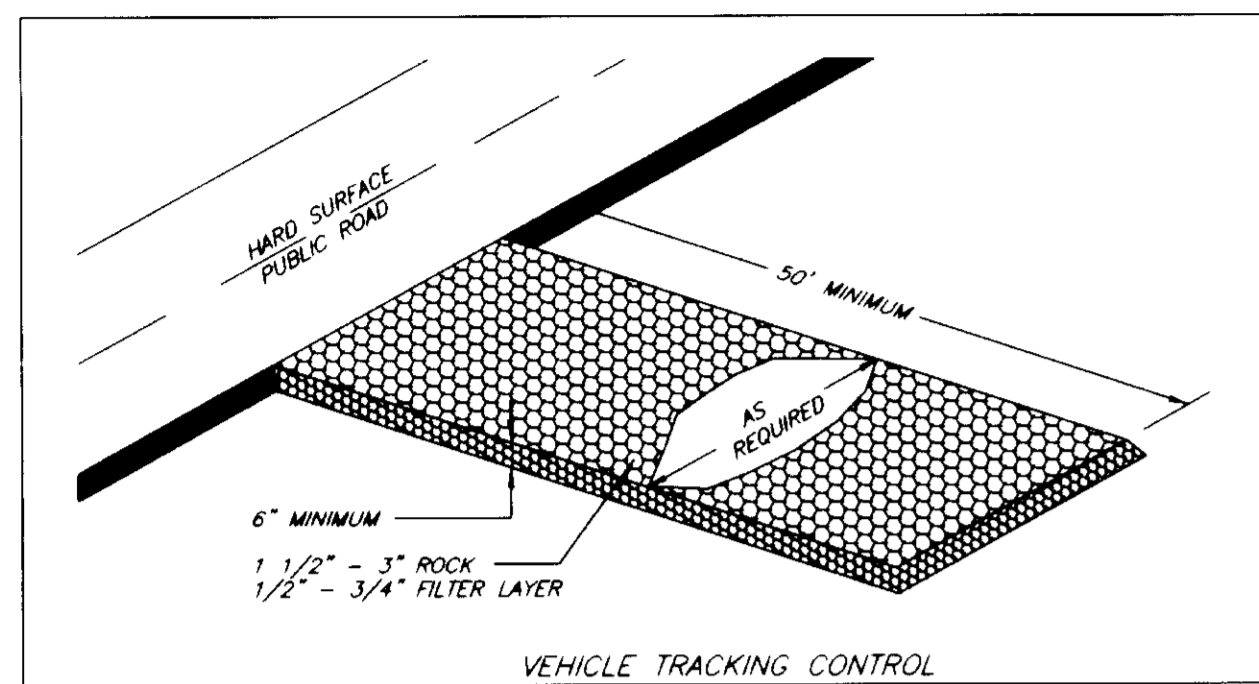 HARD SURFACE
PUBLIC ROAD
50' MINIMUM
AS
REQUIRED
6" MINIMUM
1 1/2" - 3" ROCK
1/2" - 3/4" FILTER LAYER
VEHICLE TRACKING CONTROL